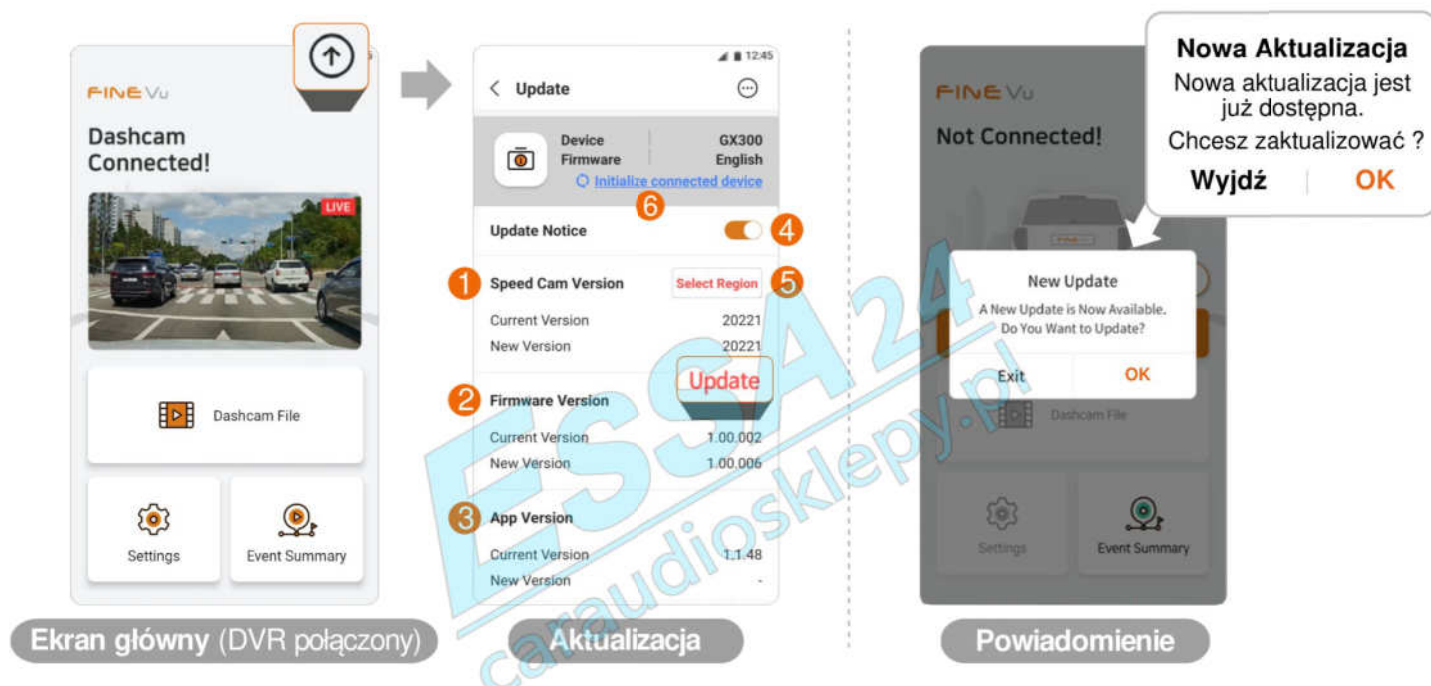 FINEVu
Dashcam
Connected!
LIVE
Dashcam File
Settings
Event Summary
Ekran główny (DVR połączony)
12:45
Update
Device GX300
Firmware English
Initialize connected device
6
Update Notice 4
1 Speed Cam Version Select Region 5
Current Version 20221
New Version 20221
Update
2 Firmware Version
Current Version 1.00.002
New Version 1.00.006
3 App Version
Current Version 1.1.48
New Version -
Aktualizacja
FINEVu
Not Connected!
Nowa Aktualizacja
Nowa aktualizacja jest
już dostępna.
Chcesz zaktualizować ?
Wyjdź OK
New Update
A New Update is Now Available.
Do You Want to Update?
Exit OK
Dashcam File
Settings
Event Summary
Powiadomienie
ESSA24
caraudiosklepy.pl